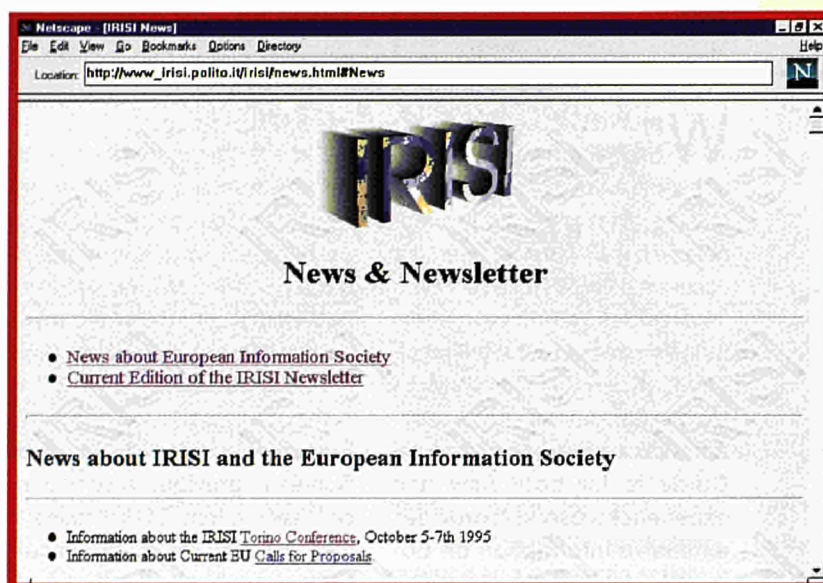 Netscape - [IRISI News]
File Edit View Go Bookmarks Options Directory Help
Location: http://www_irisi.polito.it/irisi/news.html#News
N
IRISI
News & Newsletter
News about European Information Society
Current Edition of the IRISI Newsletter
News about IRISI and the European Information Society
Information about the IRISI Torino Conference, October 5-7th 1995
Information about Current EU Calls for Proposals.